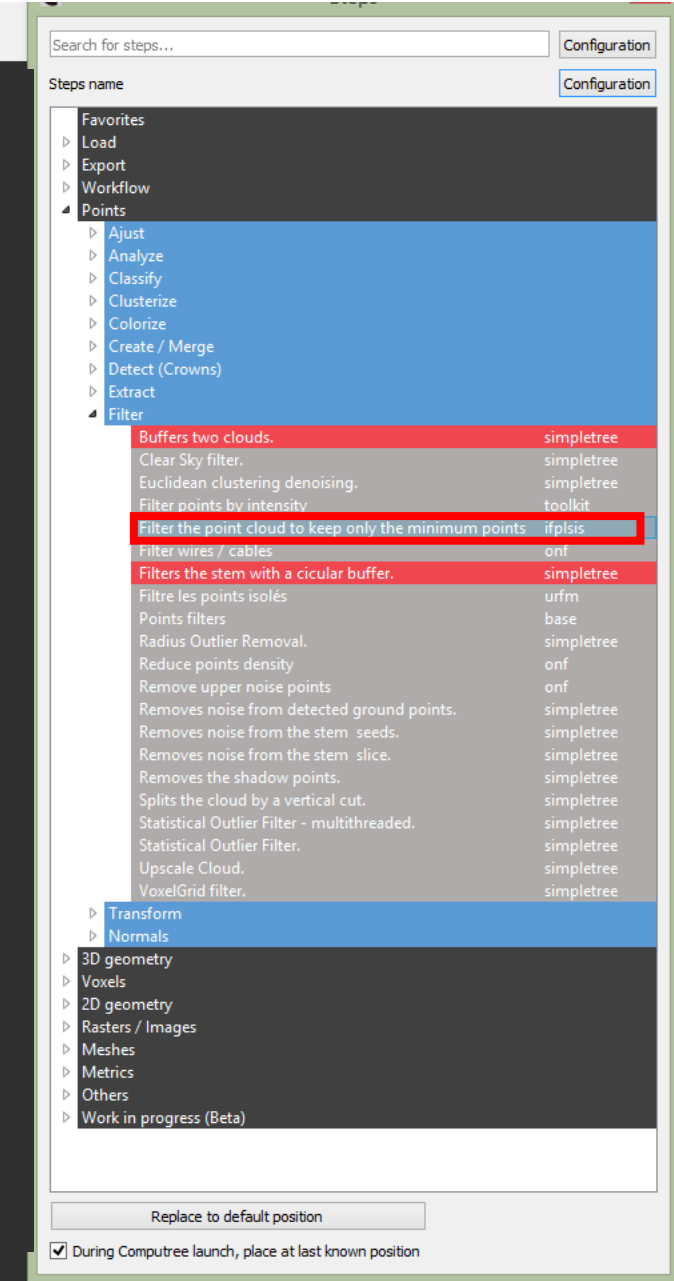 Steps
Search for steps... Configuration
Steps name Configuration
Favorites
Load
Export
Workflow
Points
Ajust
Analyze
Classify
Clusterize
Colorize
Create / Merge
Detect (Crowns)
Extract
Filter
Buffers two clouds. simpletree
Clear Sky filter. simpletree
Euclidean clustering denoising. simpletree
Filter points by intensity toolkit
Filter the point cloud to keep only the minimum points ifplsis
Filter wires / cables onf
Filters the stem with a cicular buffer. simpletree
Filtre les points isolés urfm
Points filters base
Radius Outlier Removal. simpletree
Reduce points density onf
Remove upper noise points onf
Removes noise from detected ground points. simpletree
Removes noise from the stem seeds. simpletree
Removes noise from the stem slice. simpletree
Removes the shadow points. simpletree
Splits the cloud by a vertical cut. simpletree
Statistical Outlier Filter - multithreaded. simpletree
Statistical Outlier Filter. simpletree
Upscale Cloud. simpletree
VoxelGrid filter. simpletree
Transform
Normals
3D geometry
Voxels
2D geometry
Rasters / Images
Meshes
Metrics
Others
Work in progress (Beta)
Replace to default position
During Computree launch, place at last known position